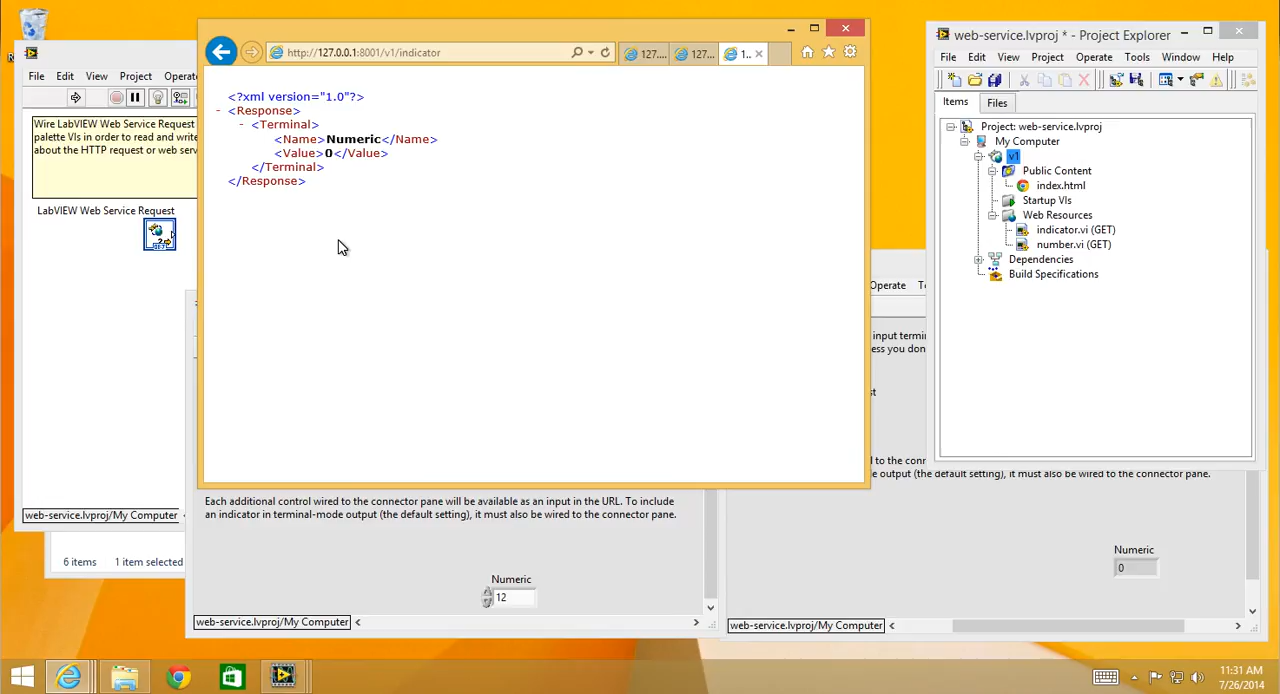 File Edit View Project Operat
Wire LabVIEW Web Service Request
palette VIs in order to read and write
about the HTTP request or web serv
LabVIEW Web Service Request
web-service.lvproj/My Computer
6 items 1 item selected
http://127.0.0.1:8001/v1/indicator
127.... 127... 1..
<?xml version="1.0"?>
- <Response>
- <Terminal>
<Name>Numeric</Name>
<Value>0</Value>
</Terminal>
</Response>
Each additional control wired to the connector pane will be available as an input in the URL. To include
an indicator in terminal-mode output (the default setting), it must also be wired to the connector pane.
Numeric
12
web-service.lvproj/My Computer
web-service.lvproj * - Project Explorer
File Edit View Project Operate Tools Window Help
Items Files
Project: web-service.lvproj
My Computer
v1
Public Content
index.html
Startup VIs
Web Resources
indicator.vi (GET)
number.vi (GET)
Dependencies
Build Specifications
Operate To
input termin
ess you don
st
d to the conn
e output (the default setting), it must also be wired to the connector pane.
Numeric
0
web-service.lvproj/My Computer
11:31 AM
7/26/2014